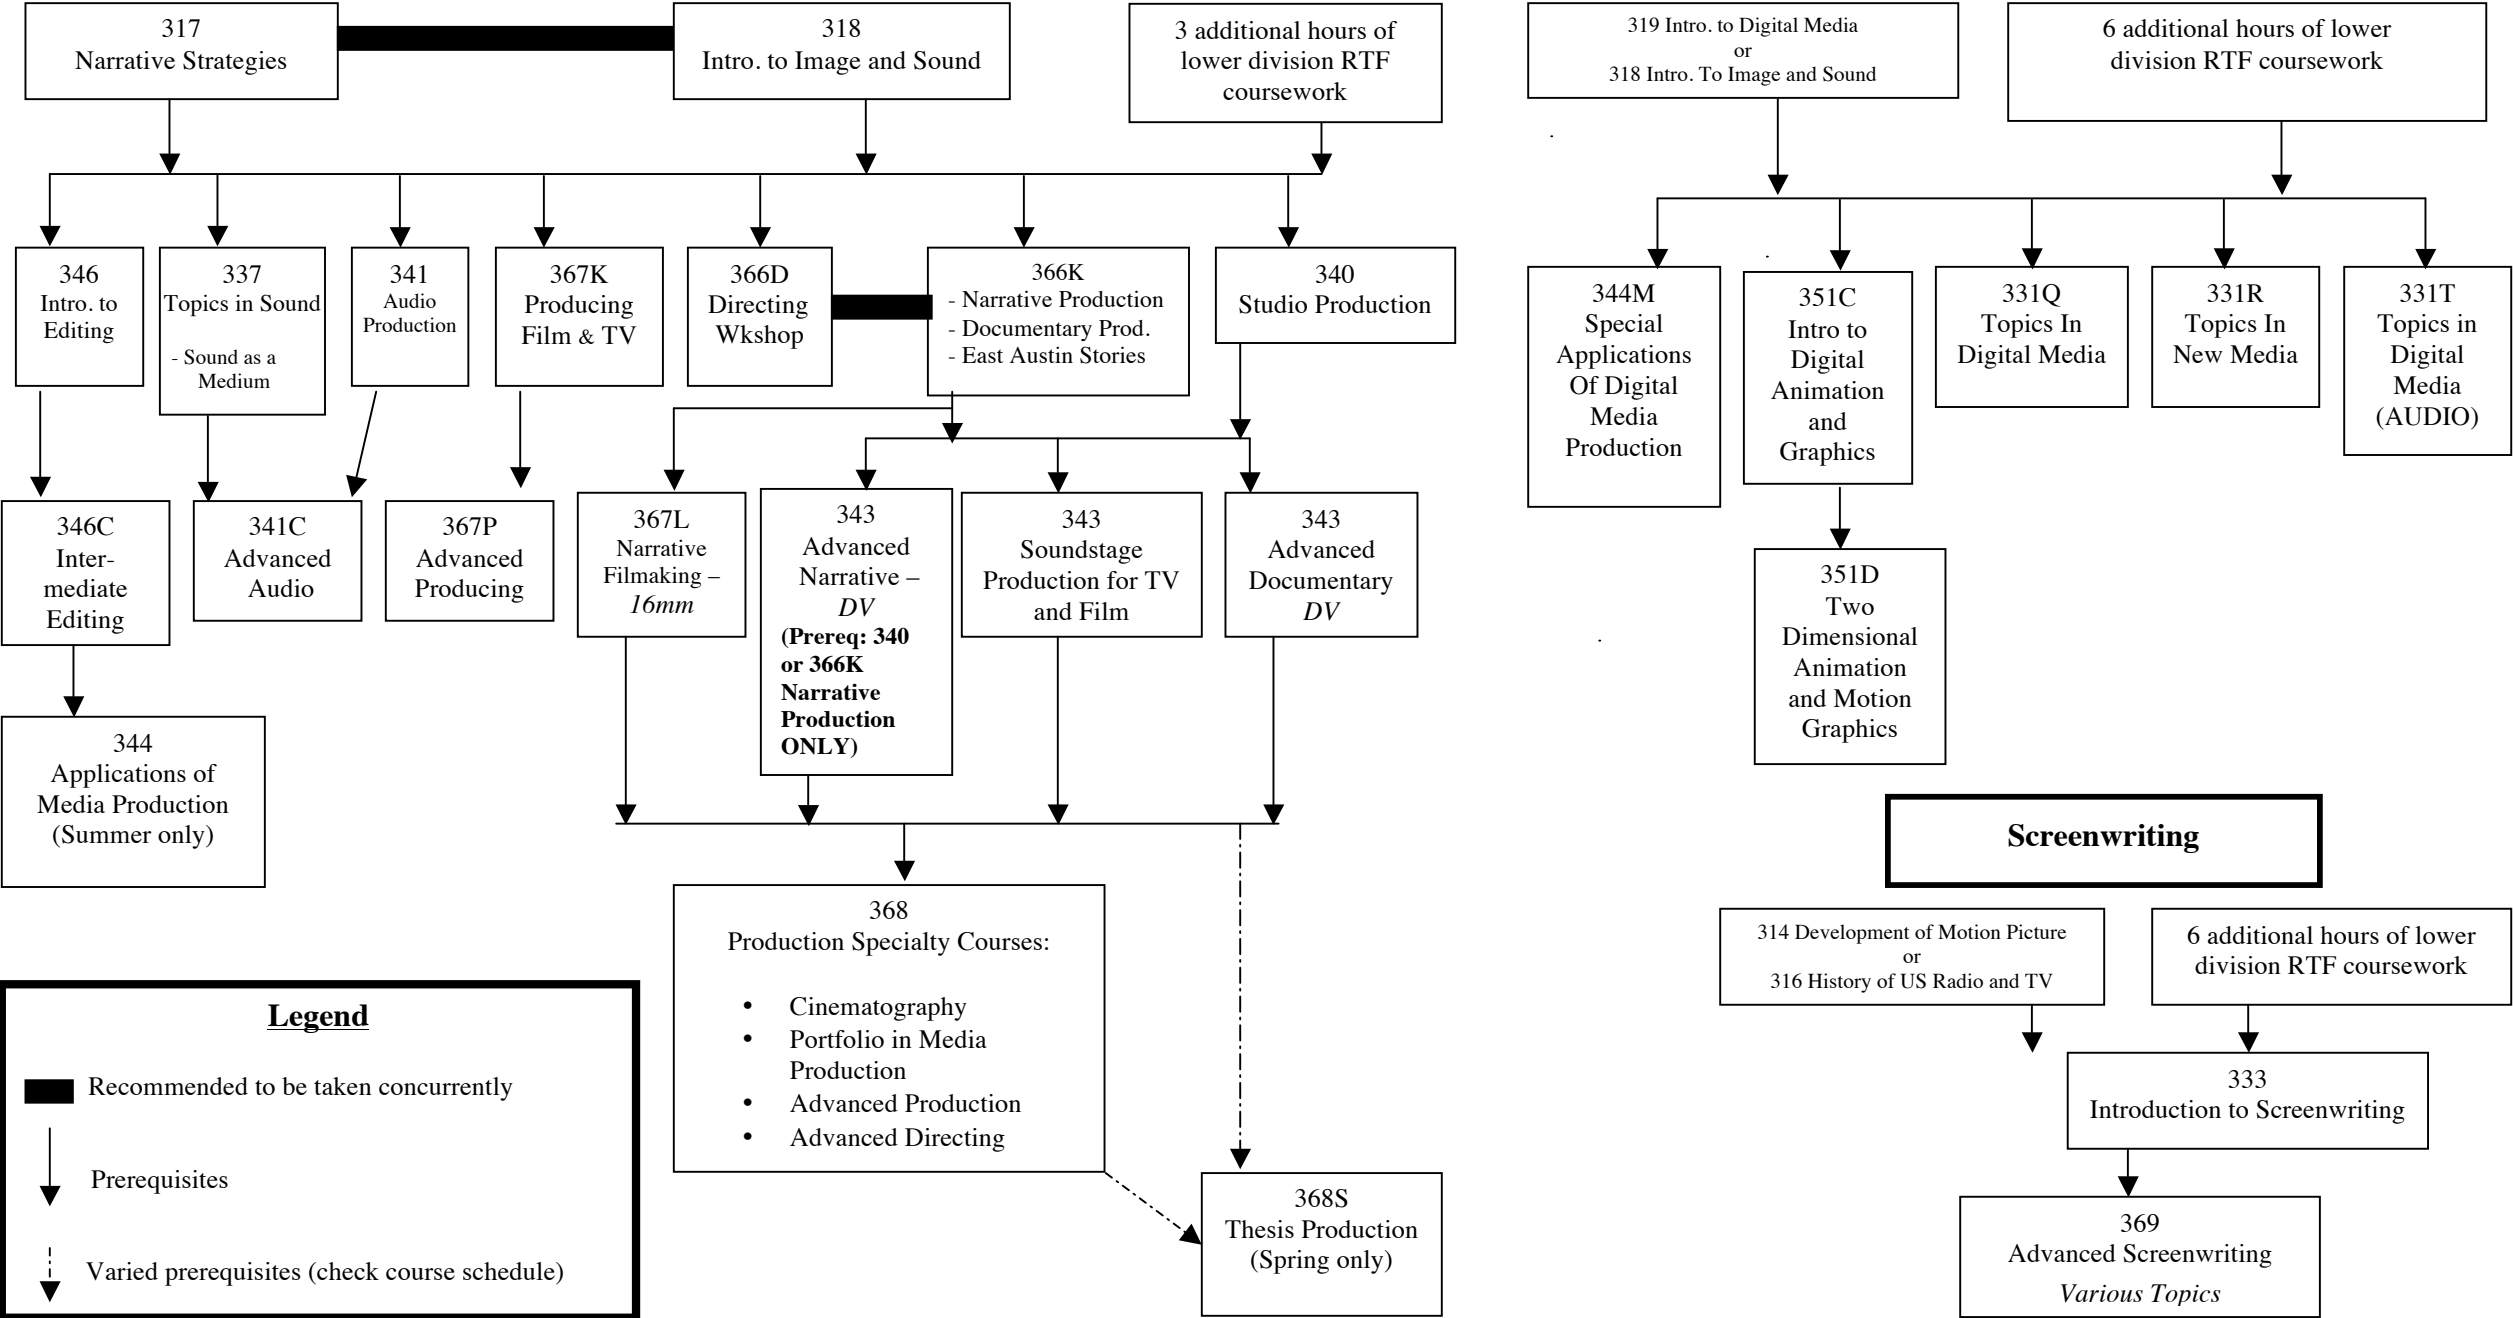 317
Narrative Strategies
318
Intro. to Image and Sound
3 additional hours of
lower division RTF
coursework
319 Intro. to Digital Media
or
318 Intro. To Image and Sound
6 additional hours of lower
division RTF coursework
346
Intro. to
Editing
337
Topics in Sound
- Sound as a
Medium
341
Audio
Production
367K
Producing
Film & TV
366D
Directing
Wkshop
366K
- Narrative Production
- Documentary Prod.
- East Austin Stories
340
Studio Production
344M
Special
Applications
Of Digital
Media
Production
351C
Intro to
Digital
Animation
and
Graphics
331Q
Topics In
Digital Media
331R
Topics In
New Media
331T
Topics in
Digital
Media
(AUDIO)
346C
Inter-
mediate
Editing
341C
Advanced
Audio
367P
Advanced
Producing
367L
Narrative
Filmaking –
16mm
343
Advanced
Narrative –
DV
(Prereq: 340
or 366K
Narrative
Production
ONLY)
343
Soundstage
Production for TV
and Film
343
Advanced
Documentary
DV
351D
Two
Dimensional
Animation
and Motion
Graphics
344
Applications of
Media Production
(Summer only)
Screenwriting
368
Production Specialty Courses:
• Cinematography
• Portfolio in Media
Production
• Advanced Production
• Advanced Directing
314 Development of Motion Picture
or
316 History of US Radio and TV
6 additional hours of lower
division RTF coursework
Legend
Recommended to be taken concurrently
Prerequisites
Varied prerequisites (check course schedule)
333
Introduction to Screenwriting
368S
Thesis Production
(Spring only)
369
Advanced Screenwriting
Various Topics